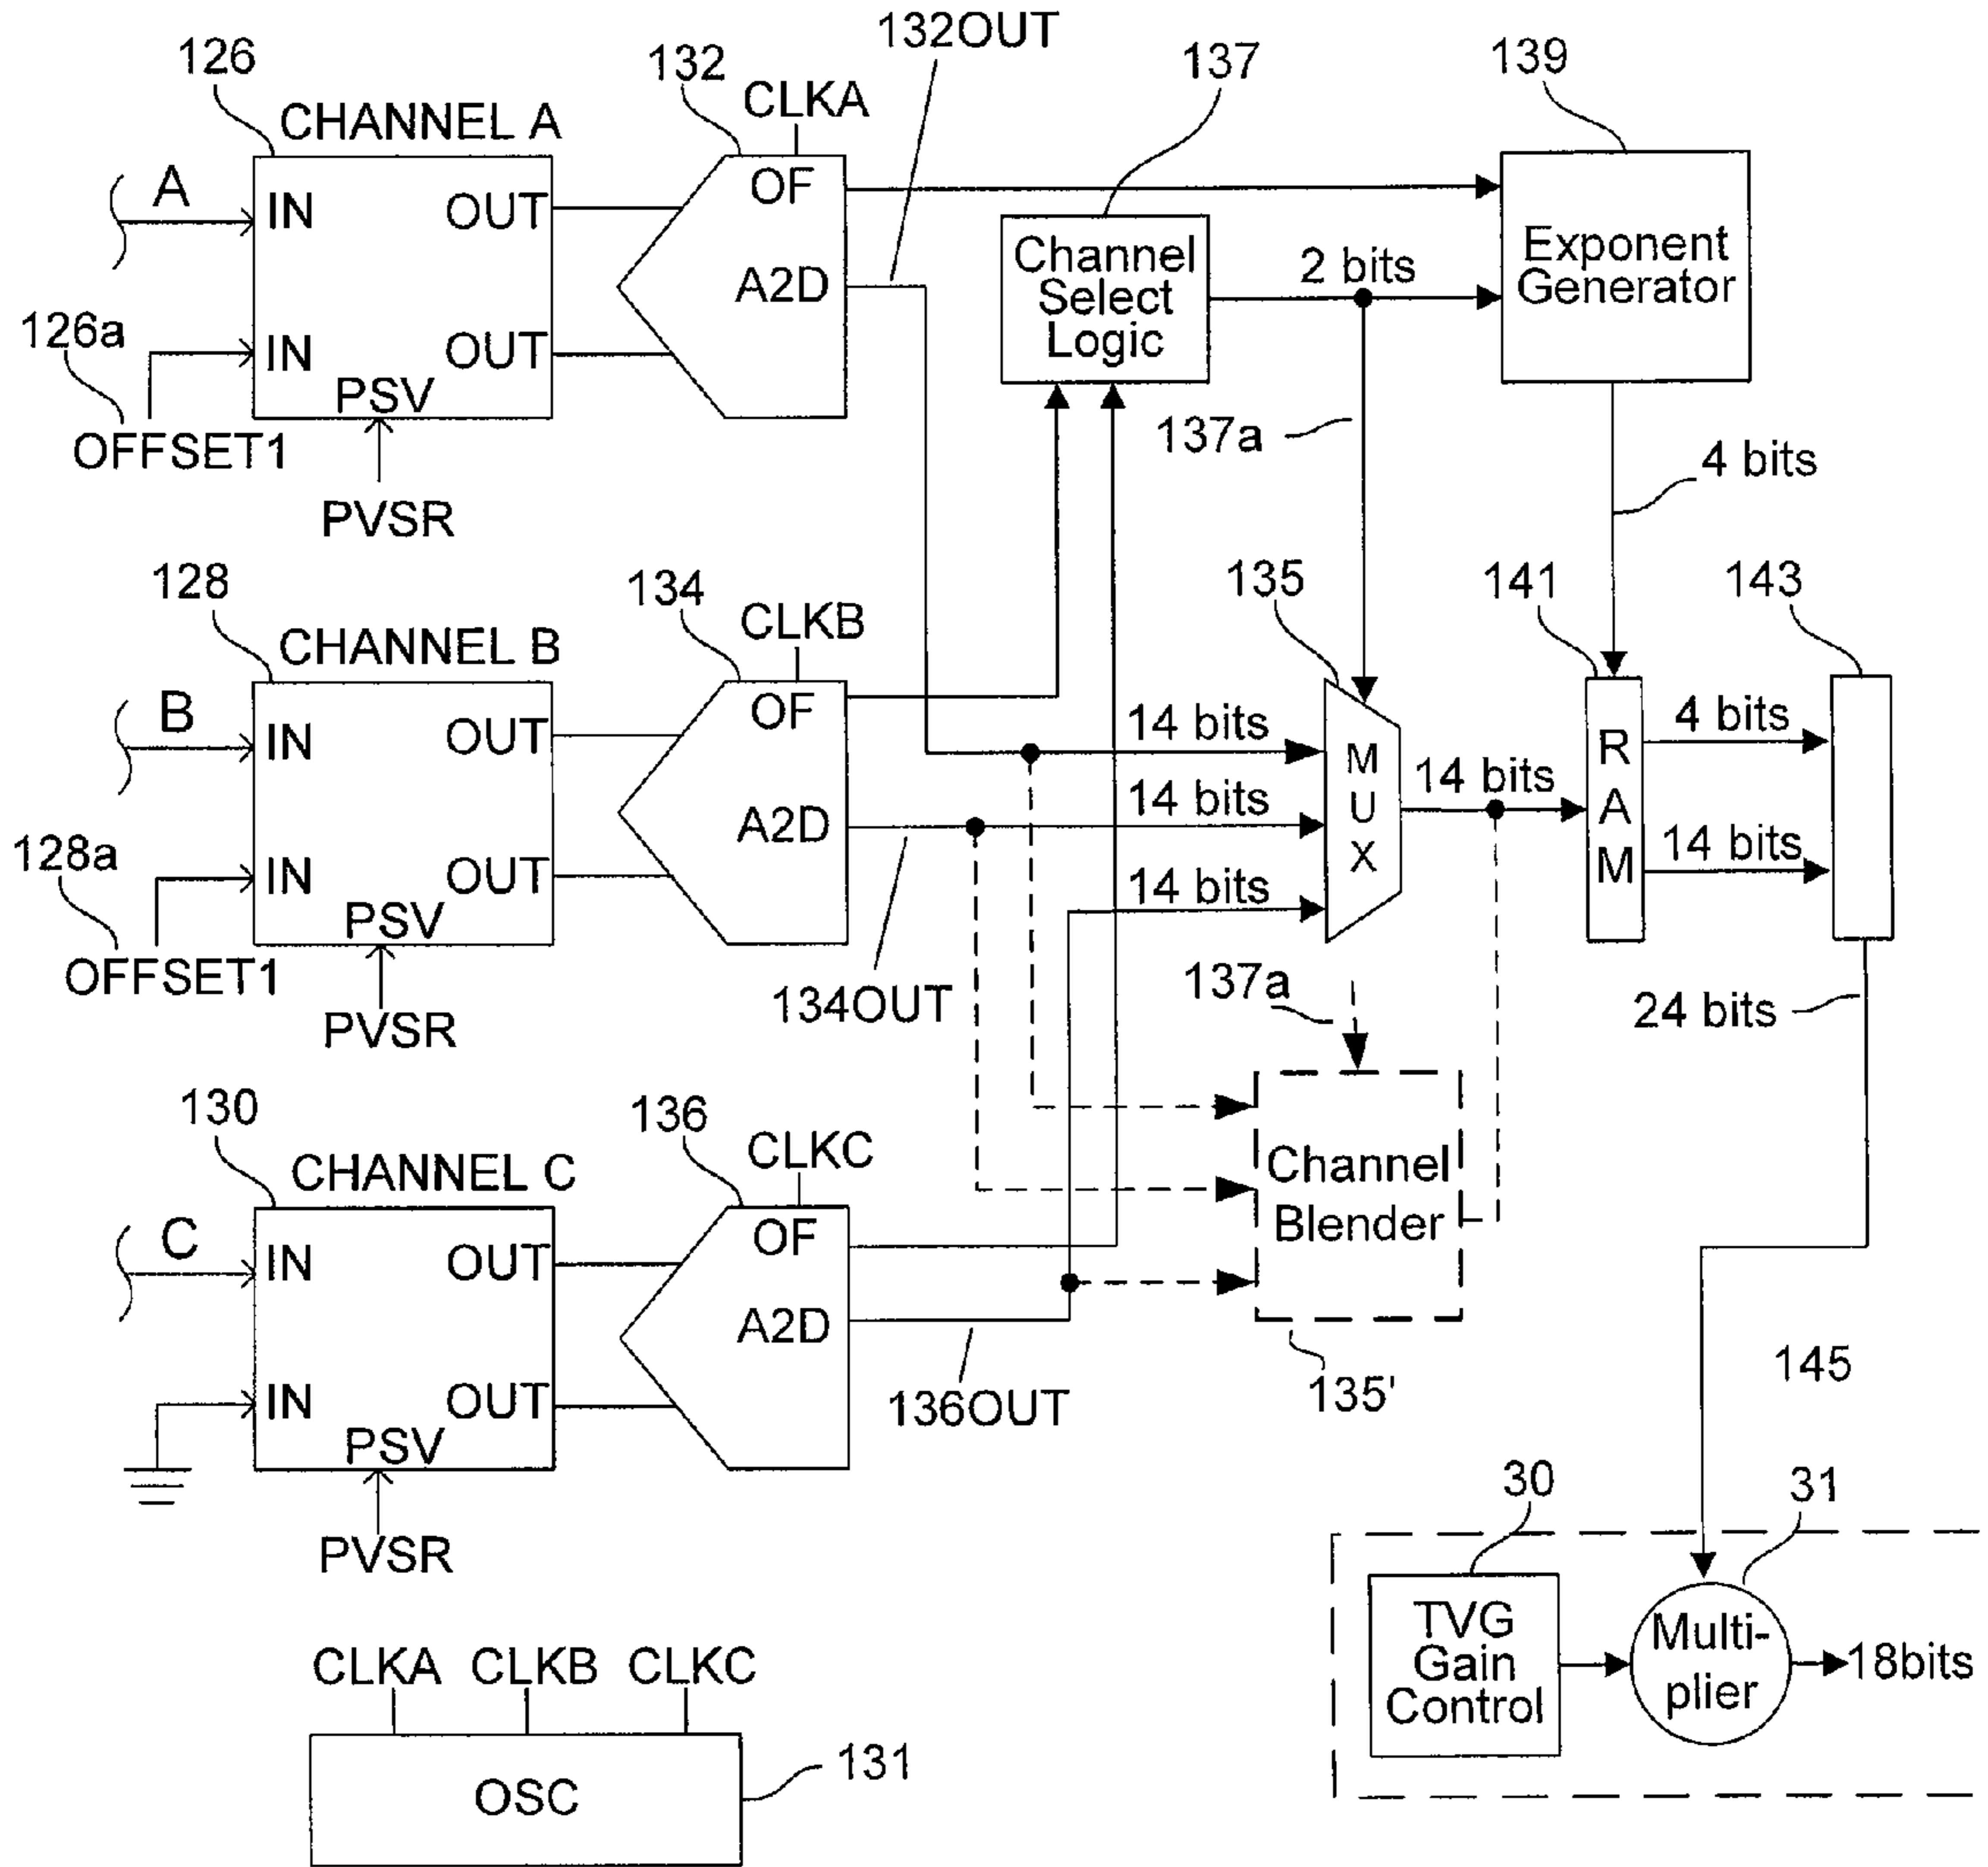 126
CHANNEL A
A
IN
OUT
IN
OUT
PSV
126a
OFFSET1
PVSR
132
CLKA
OF
A2D
132OUT
137
Channel
Select
Logic
2 bits
137a
139
Exponent
Generator
4 bits
128
CHANNEL B
B
IN
OUT
IN
OUT
PSV
128a
OFFSET1
PVSR
134
CLKB
OF
A2D
134OUT
14 bits
14 bits
14 bits
135
M
U
X
14 bits
141
R
A
M
4 bits
14 bits
143
24 bits
130
CHANNEL C
C
IN
OUT
IN
OUT
PSV
PVSR
136
CLKC
OF
A2D
136OUT
137a
Channel
Blender
135'
145
30
TVG
Gain
Control
31
Multi-
plier
18bits
CLKA CLKB CLKC
OSC
131